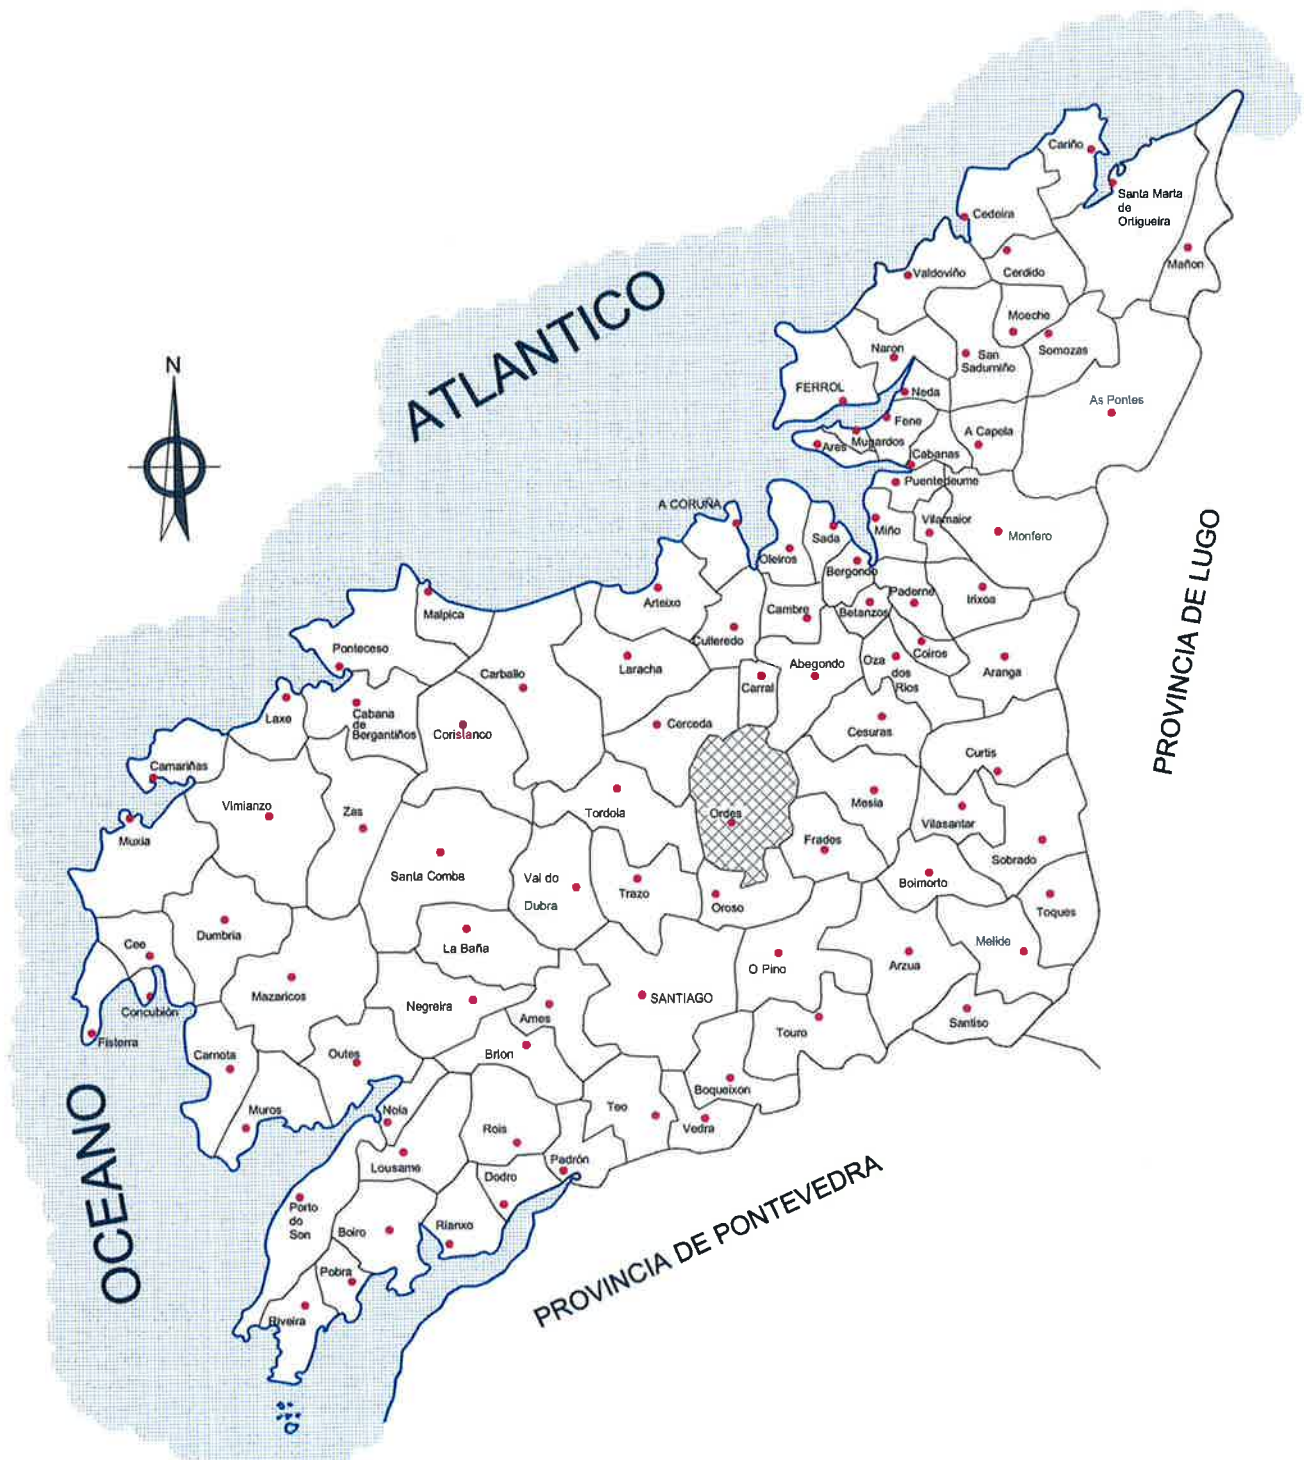 Cariño
Santa Marta
de
Ortigueira
Cedeira
Mañon
Valdoviño
Cerdido
Moeche
Somozas
Naron
San
Sadurniño
ATLANTICO
N
FERROL
Neda
As Pontes
Fene
Mugardos
Ares
A Capela
Cabanas
Puentedeume
A CORUÑA
Miño
Vilamaior
Monfero
Sada
Oleiros
Bergondo
PROVINCIA DE LUGO
Malpica
Arteixo
Cambre
Betanzos
Paderne
Irixoa
Culleredo
Ponteceso
Carballo
Laracha
Abegondo
Oza
dos
Rios
Coiros
Aranga
Carral
Laxe
Cabana
de
Bergantiños
Coristanco
Cerceda
Cesuras
Curtis
Camariñas
Vimianzo
Zas
Tordola
Ordes
Mesia
Vilasantar
Muxia
Frades
Sobrado
Santa Comba
Val do
Dubra
Trazo
Oroso
Boimorto
Toques
Dumbria
Cee
La Baña
Melide
O Pino
Arzua
Mazaricos
Negreira
SANTIAGO
Concubión
Ames
Santiso
Touro
Fisterra
Carnota
Outes
Brion
Boqueixon
OCEANO
Muros
Noia
Teo
Vedra
Rois
Lousame
Padrón
Dodro
Porto
do
Son
Boiro
Rianxo
PROVINCIA DE PONTEVEDRA
Pobra
Riveira